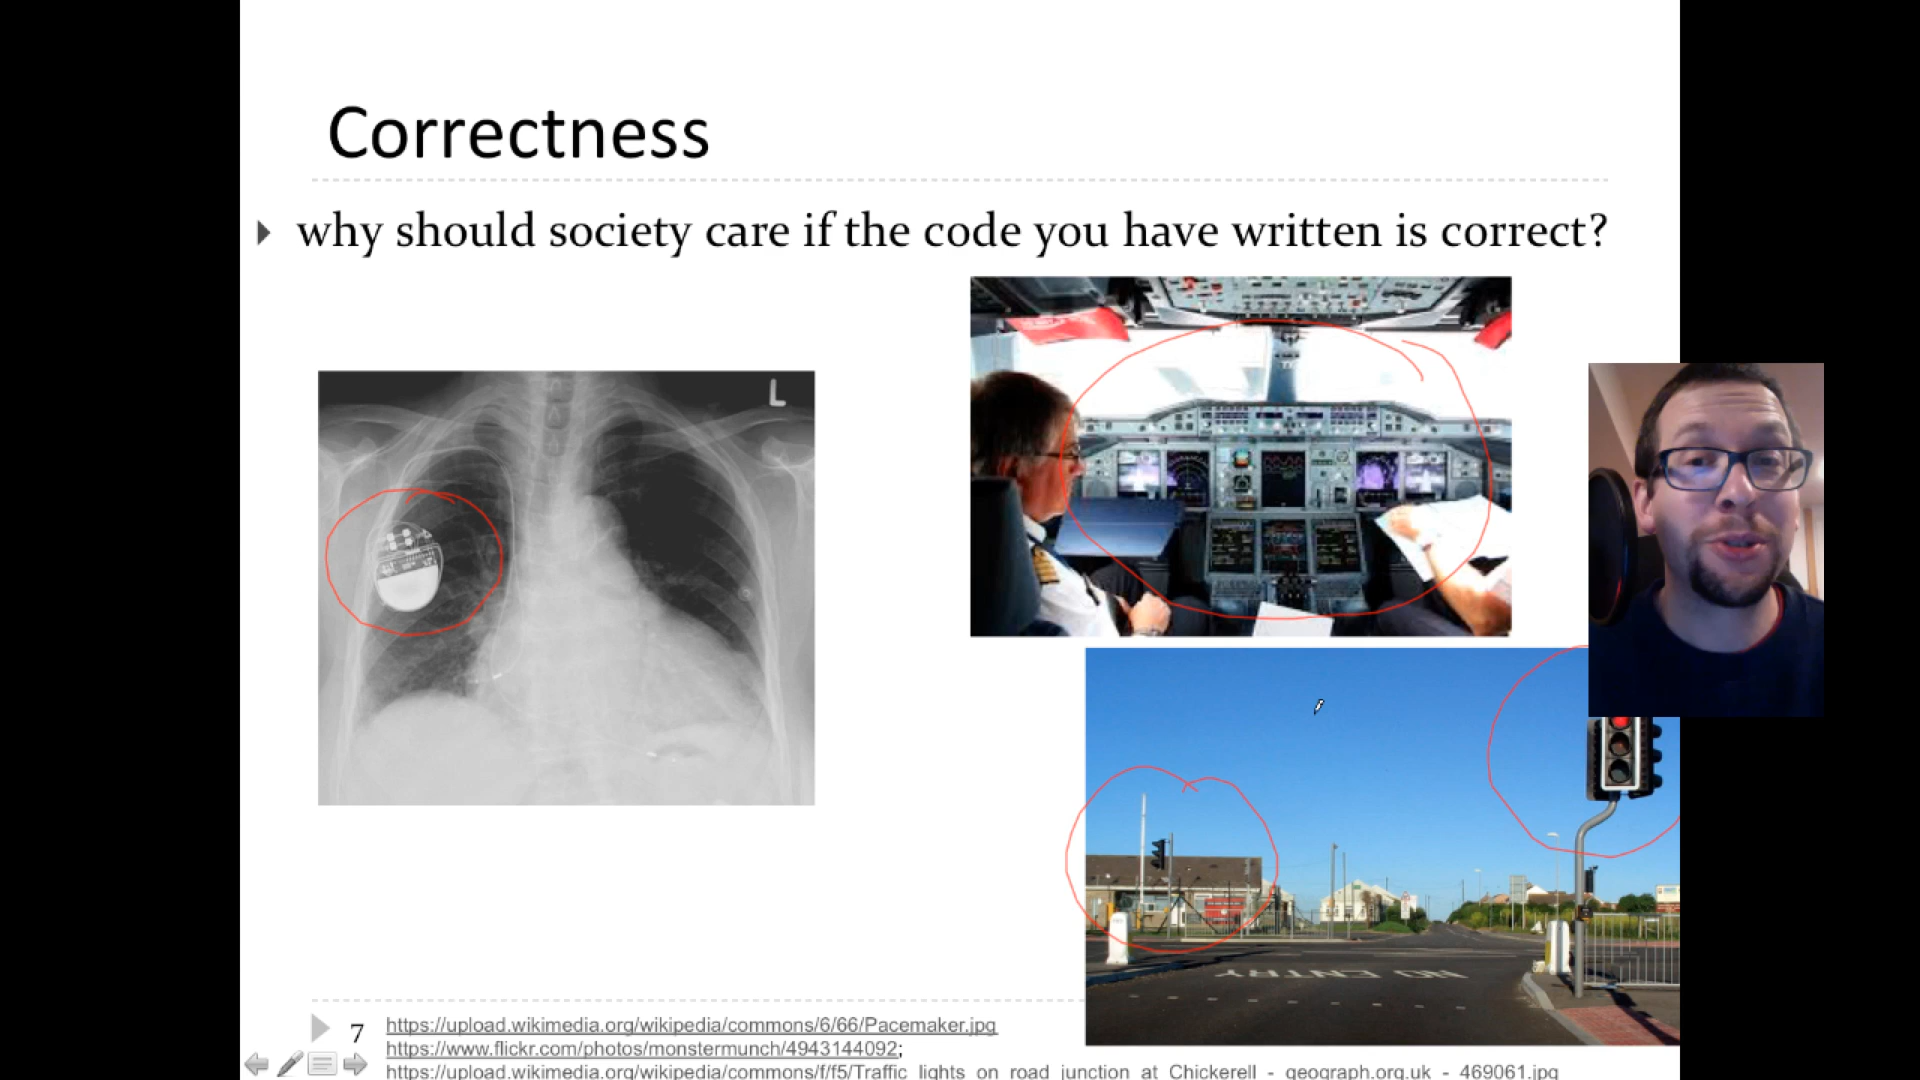 Correctness
why should society care if the code you have written is correct?
L
NO ENTRY
7
https://upload.wikimedia.org/wikipedia/commons/6/66/Pacemaker.jpg
https://www.flickr.com/photos/monstermunch/4943144092;
https://upload.wikimedia.org/wikipedia/commons/f/f5/Traffic_lights_on_road_junction_at_Chickerell_-_geograph.org.uk_-_469061.jpg